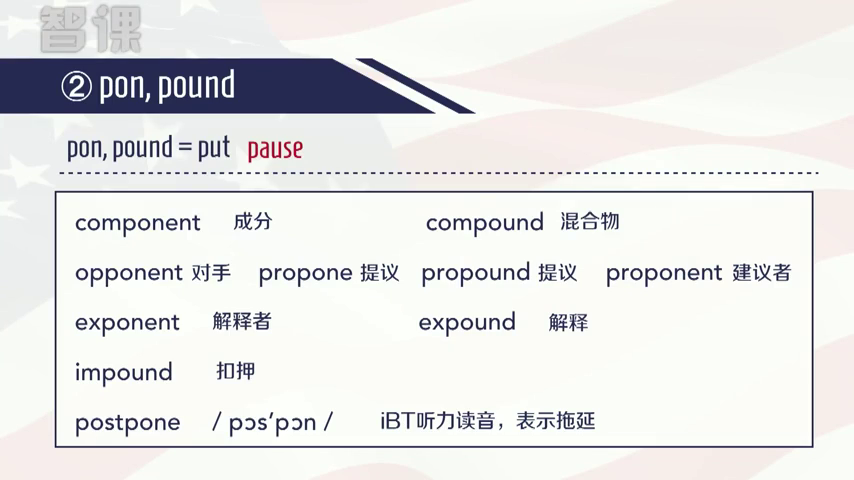 智课
② pon, pound
pon, pound = put pause
component 成分 compound 混合物
opponent 对手 propone 提议 propound 提议 proponent 建议者
exponent 解释者 expound 解释
impound 扣押
postpone / pɔs′pɔn / iBT听力读音，表示拖延